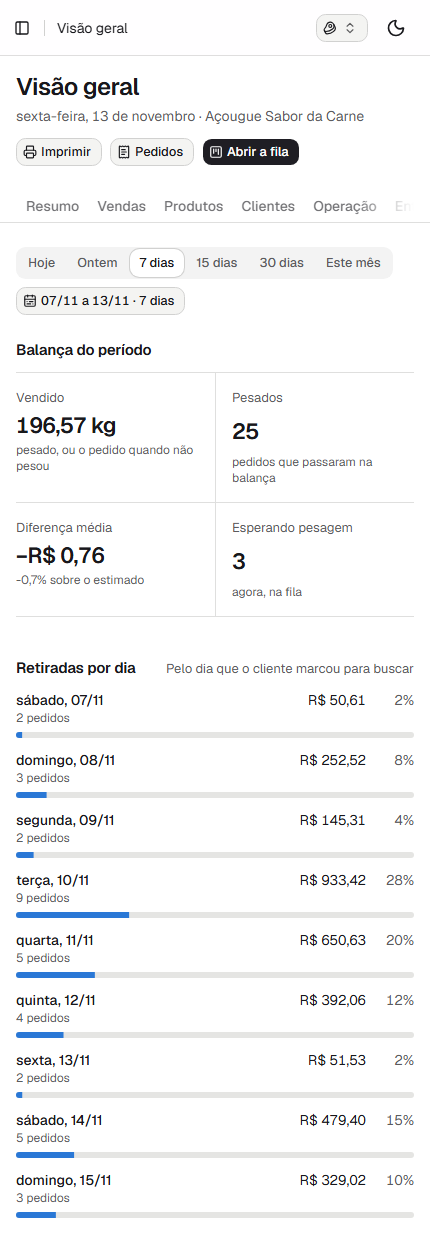 Visão geral
Visão geral
sexta-feira, 13 de novembro · Açougue Sabor da Carne
Imprimir
Pedidos
Abrir a fila
Resumo Vendas Produtos Clientes Operação
Hoje Ontem 7 dias 15 dias 30 dias Este mês
07/11 a 13/11 · 7 dias
Balança do período
Vendido
196,57 kg
pesado, ou o pedido quando não
pesou
Pesados
25
pedidos que passaram na
balança
Diferença média
−R$ 0,76
-0,7% sobre o estimado
Esperando pesagem
3
agora, na fila
Retiradas por dia
Pelo dia que o cliente marcou para buscar
sábado, 07/11 R$ 50,61 2%
2 pedidos
domingo, 08/11 R$ 252,52 8%
3 pedidos
segunda, 09/11 R$ 145,31 4%
2 pedidos
terça, 10/11 R$ 933,42 28%
9 pedidos
quarta, 11/11 R$ 650,63 20%
5 pedidos
quinta, 12/11 R$ 392,06 12%
4 pedidos
sexta, 13/11 R$ 51,53 2%
2 pedidos
sábado, 14/11 R$ 479,40 15%
5 pedidos
domingo, 15/11 R$ 329,02 10%
3 pedidos